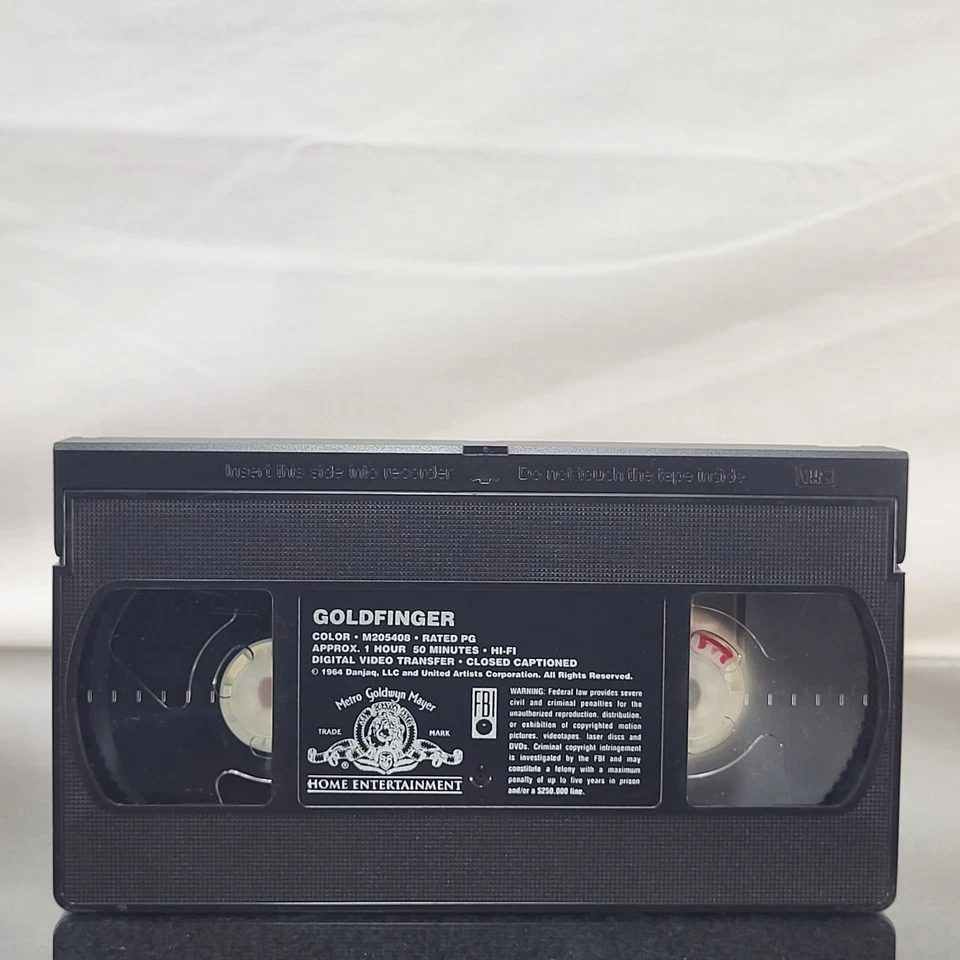 Insert this side into recorder
Do not touch the tape inside
VHS
GOLDFINGER
COLOR • M205408 • RATED PG
APPROX. 1 HOUR 50 MINUTES • HI-FI
DIGITAL VIDEO TRANSFER • CLOSED CAPTIONED
© 1964 Danjaq, LLC and United Artists Corporation. All Rights Reserved.
Metro Goldwyn Mayer
TRADE MARK
®
HOME ENTERTAINMENT
FBI
WARNING: Federal law provides severe
civil and criminal penalties for the
unauthorized reproduction, distribution,
or exhibition of copyrighted motion
pictures, videotapes, laser discs and
DVDs. Criminal copyright infringement
is investigated by the FBI and may
constitute a felony with a maximum
penalty of up to five years in prison
and/or a $250,000 fine.